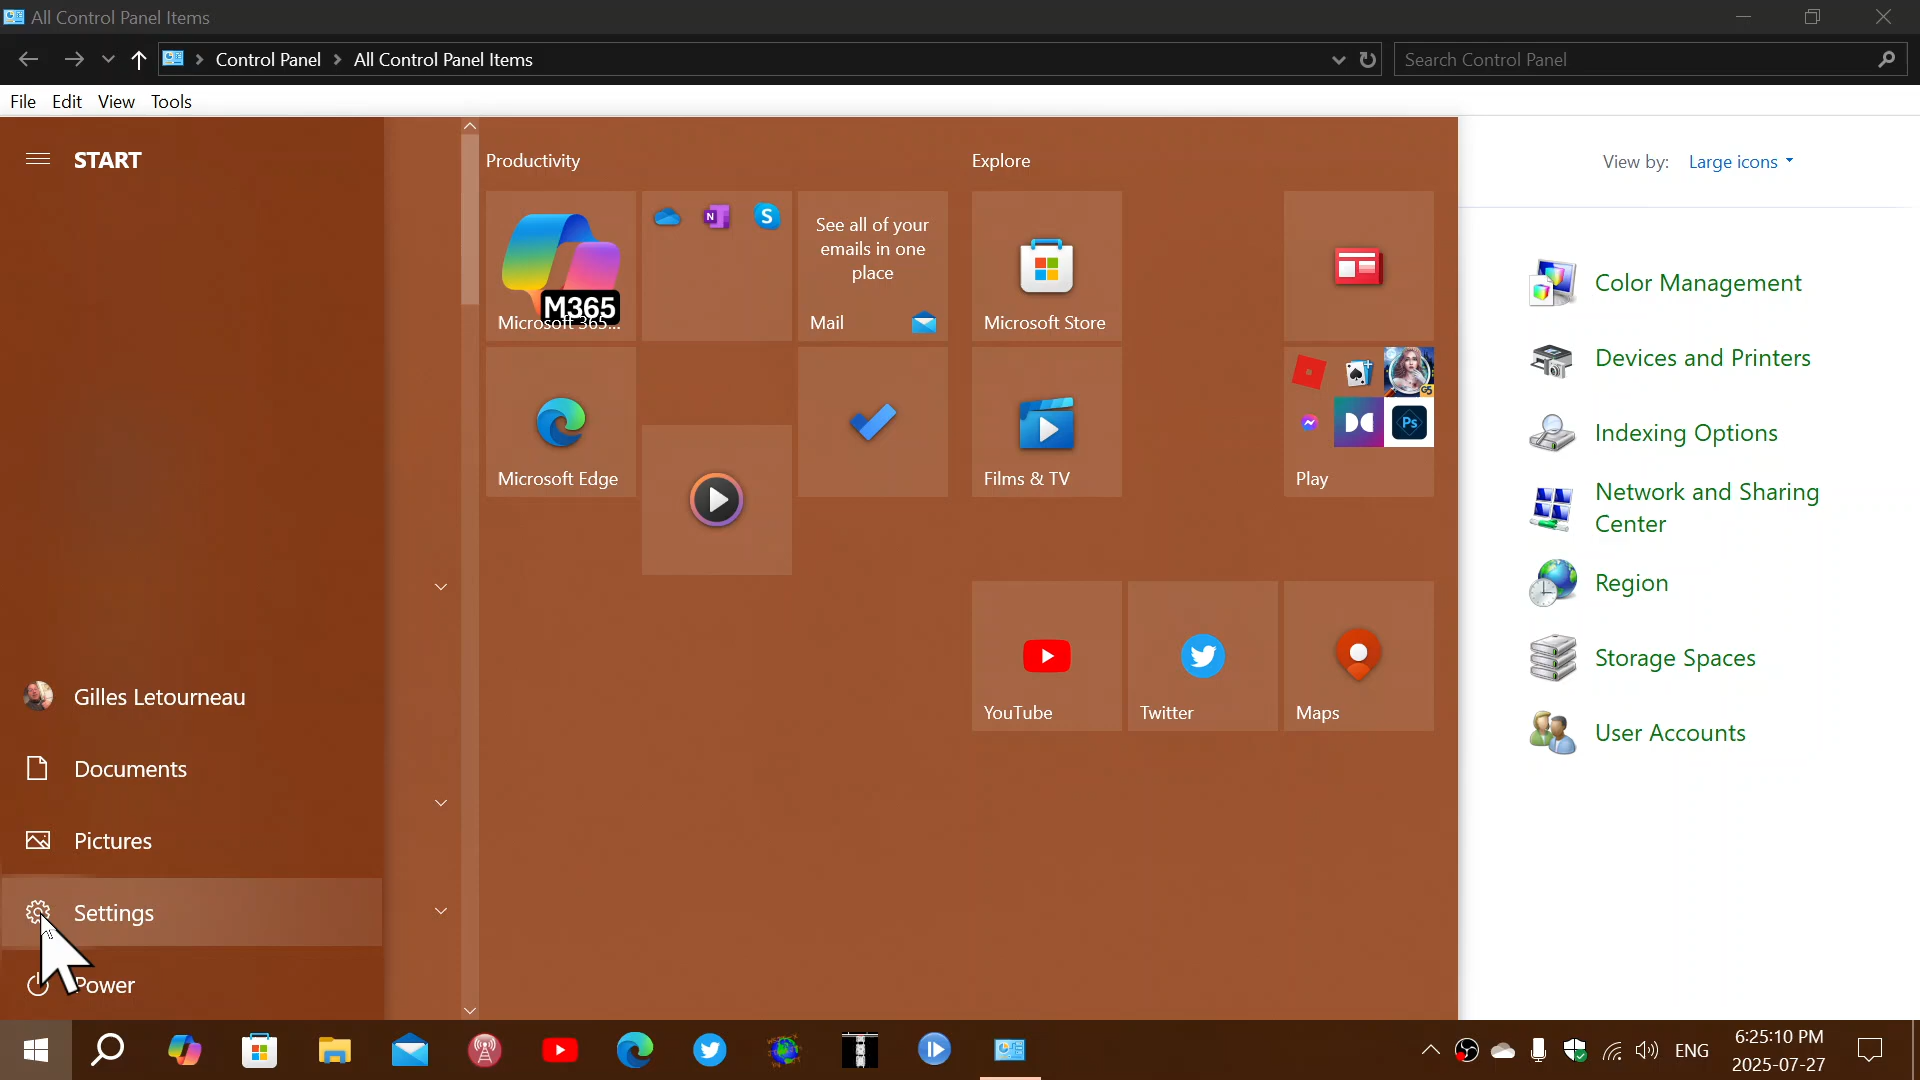 All Control Panel Items
Control Panel
All Control Panel Items
Search Control Panel
File Edit View Tools
START
Productivity
Explore
View by: Large icons
M365
Microsoft 365...
N
S
See all of your
emails in one
place
Mail
Microsoft Store
Microsoft Edge
Films & TV
G5
Ps
Play
YouTube
Twitter
Maps
Gilles Letourneau
Documents
Pictures
Settings
Power
Color Management
Devices and Printers
Indexing Options
Network and Sharing
Center
Region
Storage Spaces
User Accounts
ENG
6:25:10 PM
2025-07-27